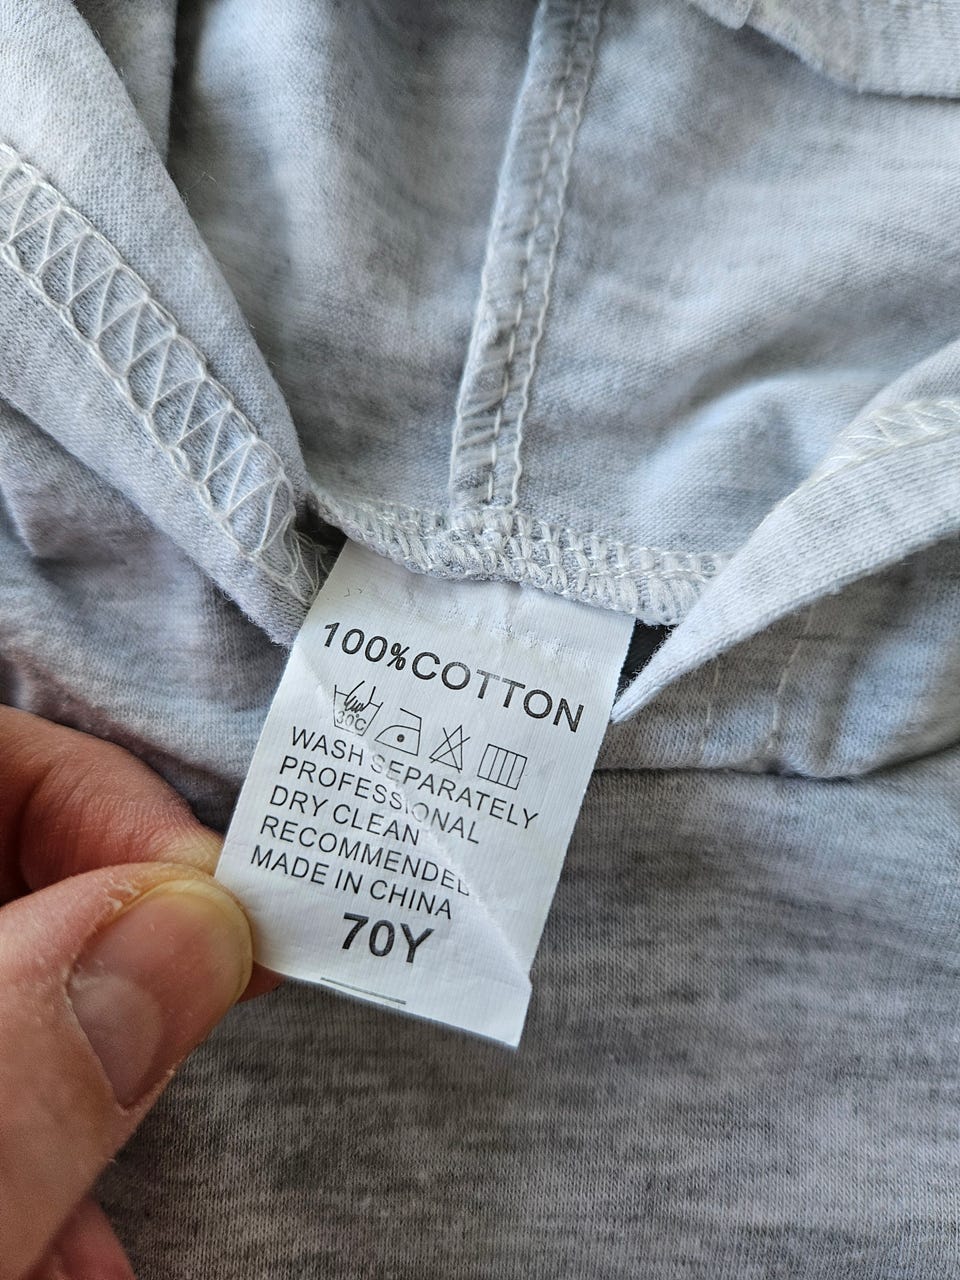 100%COTTON
30°C
WASH SEPARATELY
PROFESSIONAL
DRY CLEAN
RECOMMENDED
MADE IN CHINA
70Y